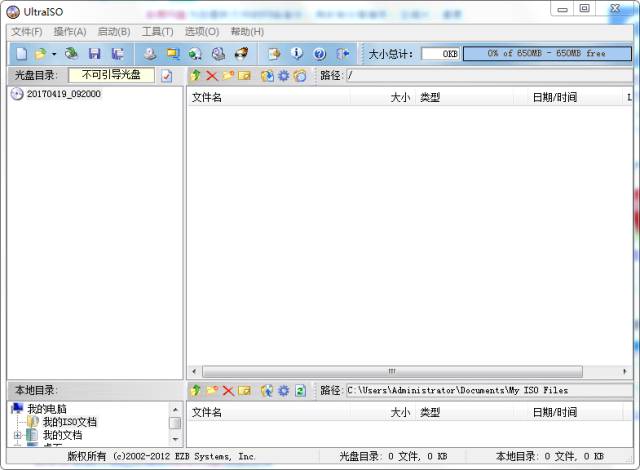 UltraISO
文件(F) 操作(A) 启动(B) 工具(T) 选项(O) 帮助(H)
大小总计: 0KB 0% of 650MB - 650MB free
光盘目录: 不可引导光盘 路径: /
20170419_092000
文件名 大小 类型 日期/时间 L
本地目录: 路径: C:\Users\Administrator\Documents\My ISO Files
我的电脑
我的ISO文档
我的文档
文件名 大小 类型 日期/时间
版权所有 (c)2002-2012 EZB Systems, Inc. 光盘目录: 0 文件, 0 KB 本地目录: 0 文件, 0 KB